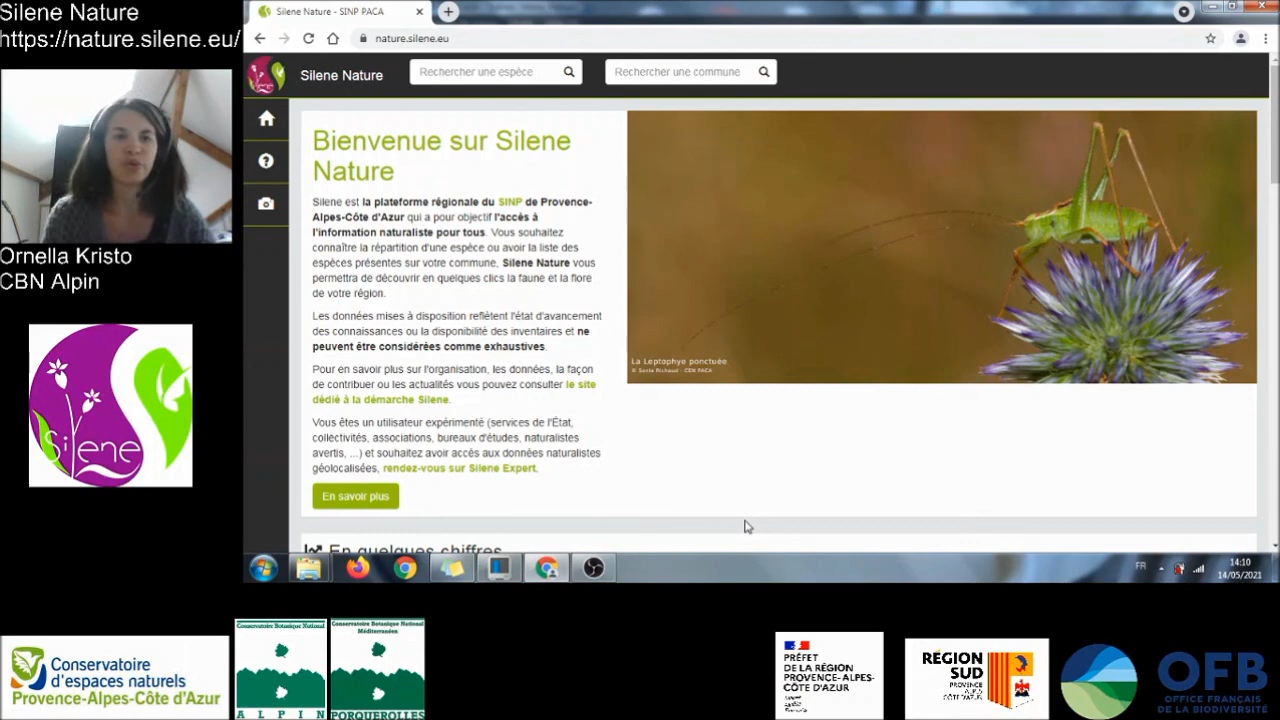 Silene Nature
https://nature.silene.eu/
Ornella Kristo
CBN Alpin
Silene
Silene Nature - SINP PACA
nature.silene.eu
Silene Nature
Rechercher une espèce
Rechercher une commune
Bienvenue sur Silene
Nature
Silene est la plateforme régionale du SINP de Provence-
Alpes-Côte d'Azur qui a pour objectif l'accès à
l'information naturaliste pour tous. Vous souhaitez
connaître la répartition d'une espèce ou avoir la liste des
espèces présentes sur votre commune, Silene Nature vous
permettra de découvrir en quelques clics la faune et la flore
de votre région.
Les données mises à disposition reflètent l'état d'avancement
des connaissances ou la disponibilité des inventaires et ne
peuvent être considérées comme exhaustives.
Pour en savoir plus sur l'organisation, les données, la façon
de contribuer ou les actualités vous pouvez consulter le site
dédié à la démarche Silene.
Vous êtes un utilisateur expérimenté (services de l'État,
collectivités, associations, bureaux d'études, naturalistes
avertis, ...) et souhaitez avoir accès aux données naturalistes
géolocalisées, rendez-vous sur Silene Expert.
En savoir plus
La Leptophye ponctuée
© Sonia Richaud - CEN PACA
En quelques chiffres
FR
14:10
14/05/2021
Conservatoire
d'espaces naturels
Provence-Alpes-Côte d'Azur
Conservatoire Botanique National
ALPIN
Conservatoire Botanique National
Méditerranéen
PORQUEROLLES
PRÉFET
DE LA RÉGION
PROVENCE-ALPES-
CÔTE D'AZUR
RÉGION
SUD
PROVENCE
ALPES
CÔTE D'AZUR
OFB
OFFICE FRANÇAIS
DE LA BIODIVERSITÉ